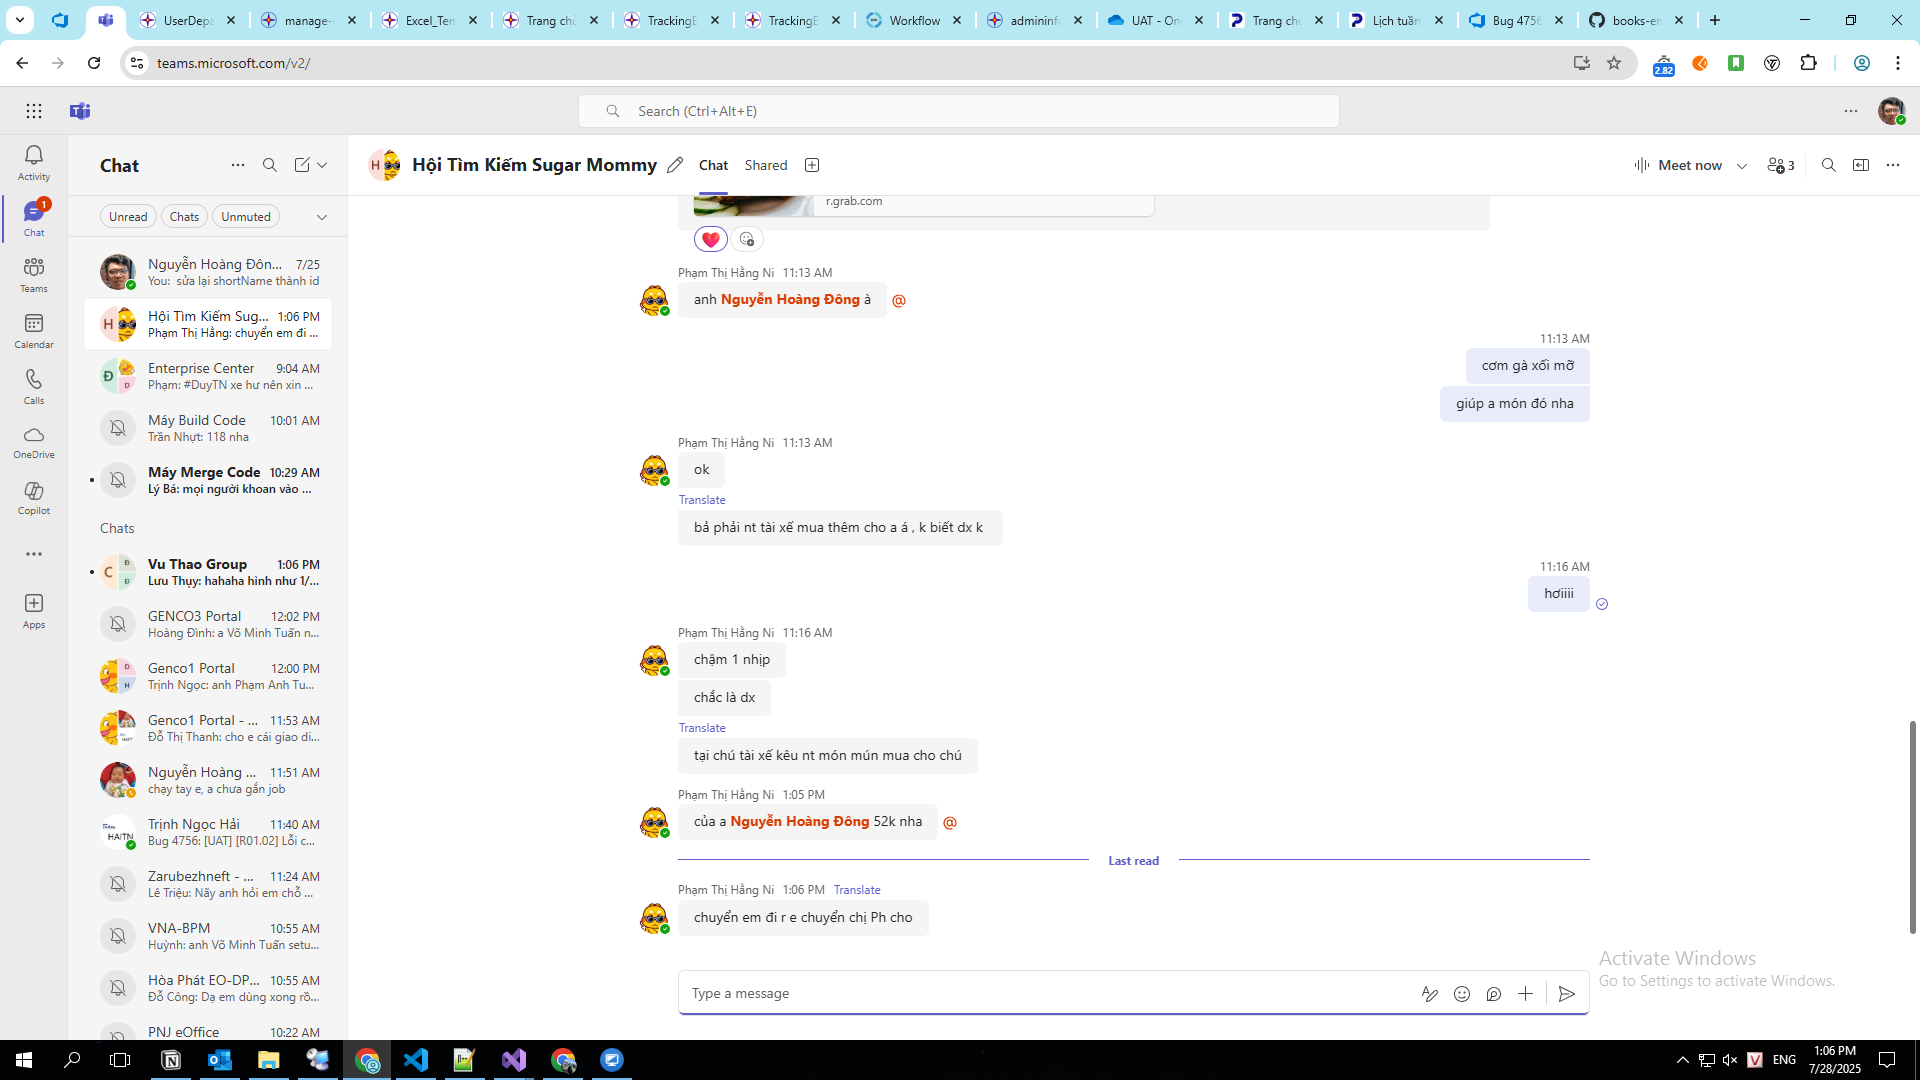 UserDepa
manage-
Excel_Ten
Trang ch
TrackingE
TrackingE
Workflow
admininf
UAT - On
Trang ch
Lịch tuần
Bug 4756
books-en
teams.microsoft.com/v2/
2.82
Search (Ctrl+Alt+E)
Activity
1
Chat
Teams
Calendar
Calls
OneDrive
Copilot
Apps
Chat
Unread
Chats
Unmuted
Nguyễn Hoàng Đôn... 7/25
You: sửa lại shortName thành id
H
Hội Tìm Kiếm Sug... 1:06 PM
Phạm Thị Hằng: chuyển em đi ...
Đ
D
Enterprise Center 9:04 AM
Phạm: #DuyTN xe hư nên xin ...
Máy Build Code 10:01 AM
Trần Nhựt: 118 nha
Máy Merge Code 10:29 AM
Lý Bá: mọi người khoan vào ...
Chats
C
Đ
Đ
Vu Thao Group 1:06 PM
Lưu Thụy: hahaha hình như 1/...
GENCO3 Portal 12:02 PM
Hoàng Đình: a Võ Minh Tuấn n...
D
H
Genco1 Portal 12:00 PM
Trịnh Ngọc: anh Phạm Anh Tu...
Genco1 Portal - ... 11:53 AM
Đỗ Thị Thanh: cho e cái giao di...
Nguyễn Hoàng ... 11:51 AM
chạy tay e, a chưa gắn job
HAITN
Trịnh Ngọc Hải 11:40 AM
Bug 4756: [UAT] [R01.02] Lỗi c...
Zarubezhneft - ... 11:24 AM
Lê Triệu: Nãy anh hỏi em chỗ ...
VNA-BPM 10:55 AM
Huỳnh: anh Võ Minh Tuấn setu...
Hòa Phát EO-DP... 10:55 AM
Đỗ Công: Dạ em dùng xong rồ...
PNJ eOffice 10:22 AM
H
Hội Tìm Kiếm Sugar Mommy
Chat
Shared
Meet now
3
r.grab.com
Phạm Thị Hằng Ni 11:13 AM
anh Nguyễn Hoàng Đông à @
11:13 AM
cơm gà xối mỡ
giúp a món đó nha
Phạm Thị Hằng Ni 11:13 AM
ok
Translate
bả phải nt tài xế mua thêm cho a á , k biết dx k
11:16 AM
hơiiii
Phạm Thị Hằng Ni 11:16 AM
chậm 1 nhịp
chắc là dx
Translate
tại chú tài xế kêu nt món mún mua cho chú
Phạm Thị Hằng Ni 1:05 PM
của a Nguyễn Hoàng Đông 52k nha @
Last read
Phạm Thị Hằng Ni 1:06 PM Translate
chuyển em đi r e chuyển chị Ph cho
Type a message
Activate Windows
Go to Settings to activate Windows.
V
ENG
1:06 PM
7/28/2025